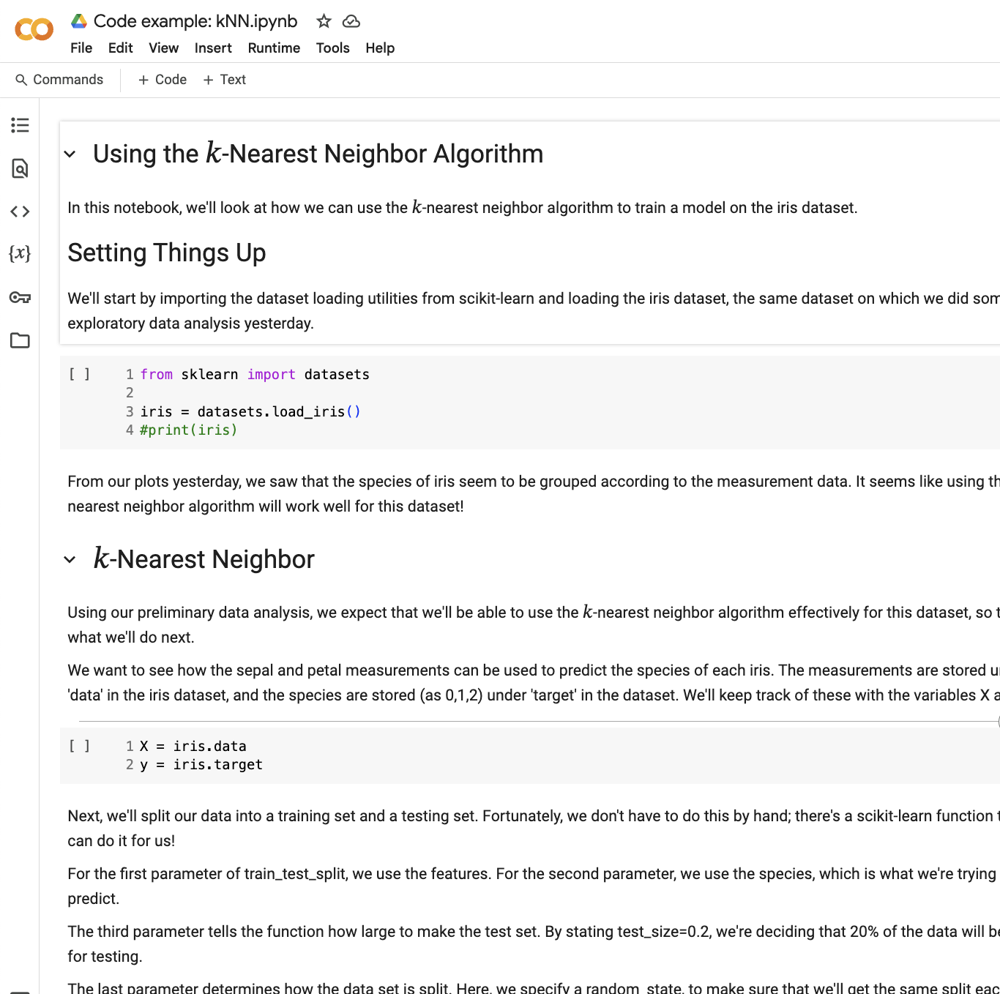 Code example: kNN.ipynb
File Edit View Insert Runtime Tools Help
Commands + Code + Text
Using the k-Nearest Neighbor Algorithm
In this notebook, we'll look at how we can use the k-nearest neighbor algorithm to train a model on the iris dataset.
Setting Things Up
We'll start by importing the dataset loading utilities from scikit-learn and loading the iris dataset, the same dataset on which we did som
exploratory data analysis yesterday.
[ ] 1 from sklearn import datasets
2
3 iris = datasets.load_iris()
4 #print(iris)
From our plots yesterday, we saw that the species of iris seem to be grouped according to the measurement data. It seems like using th
nearest neighbor algorithm will work well for this dataset!
k-Nearest Neighbor
Using our preliminary data analysis, we expect that we'll be able to use the k-nearest neighbor algorithm effectively for this dataset, so t
what we'll do next.
We want to see how the sepal and petal measurements can be used to predict the species of each iris. The measurements are stored u
'data' in the iris dataset, and the species are stored (as 0,1,2) under 'target' in the dataset. We'll keep track of these with the variables X a
[ ] 1 X = iris.data
2 y = iris.target
Next, we'll split our data into a training set and a testing set. Fortunately, we don't have to do this by hand; there's a scikit-learn function t
can do it for us!
For the first parameter of train_test_split, we use the features. For the second parameter, we use the species, which is what we're trying
predict.
The third parameter tells the function how large to make the test set. By stating test_size=0.2, we're deciding that 20% of the data will be
for testing.
The last parameter determines how the data set is split. Here, we specify a random_state, to make sure that we'll get the same split eac